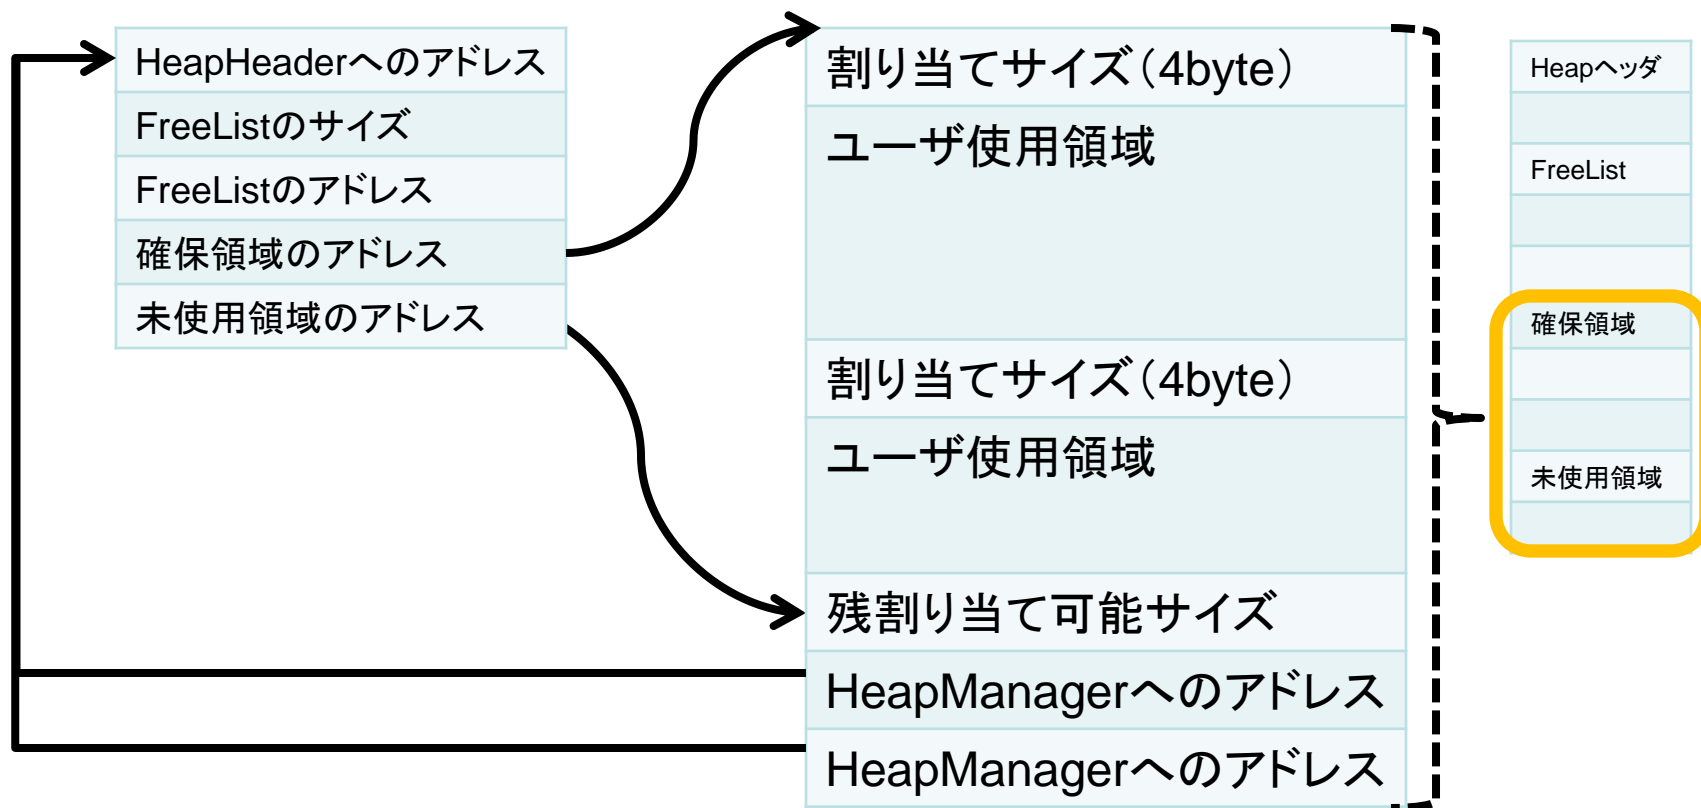 HeapHeaderへのアドレス
FreeListのサイズ
FreeListのアドレス
確保領域のアドレス
未使用領域のアドレス
割り当てサイズ（4byte）
ユーザ使用領域
割り当てサイズ（4byte）
ユーザ使用領域
残割り当て可能サイズ
HeapManagerへのアドレス
HeapManagerへのアドレス
Heapヘッダ
FreeList
確保領域
未使用領域